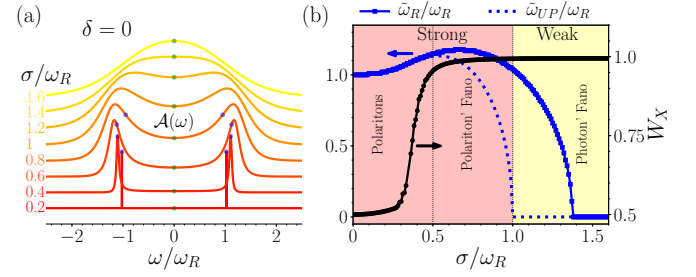 (a)
δ = 0
σ/ω_R
1.6
1.4
1.2
1
0.8
0.6
0.4
0.2
𝒜(ω)
−2
−1
0
1
2
ω/ω_R
(b)
ω̃_R/ω_R
ω̃_UP/ω_R
Strong
Weak
1.0
0.5
0
Polaritons
Polariton' Fano
Photon' Fano
1.0
0.75
0.5
W_X
0
0.5
1.0
1.5
σ/ω_R